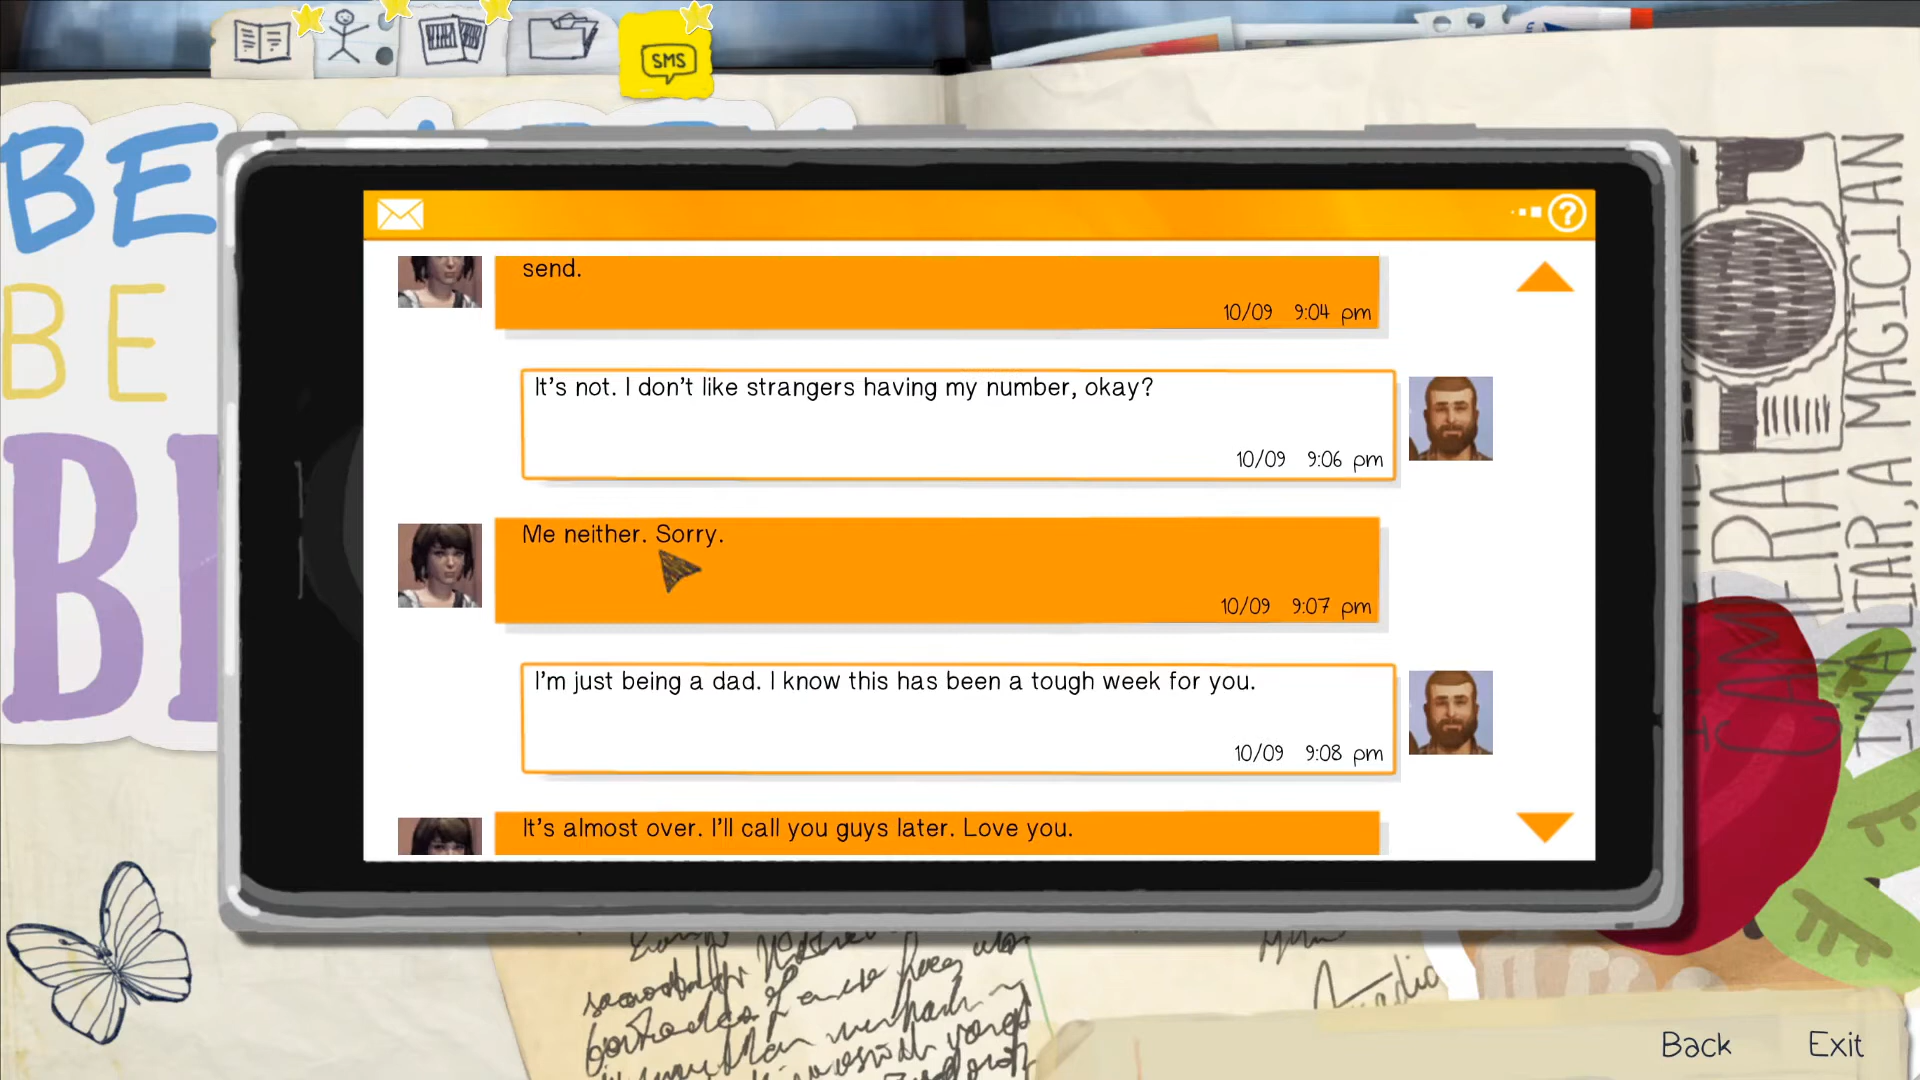 SMS
BE
BE
send.
10/09 9:04 pm
It's not. I don't like strangers having my number, okay?
10/09 9:06 pm
Me neither. Sorry.
10/09 9:07 pm
I'm just being a dad. I know this has been a tough week for you.
10/09 9:08 pm
It's almost over. I'll call you guys later. Love you.
CAMERA
I'M A LIAR, A MAGICIAN
Back
Exit